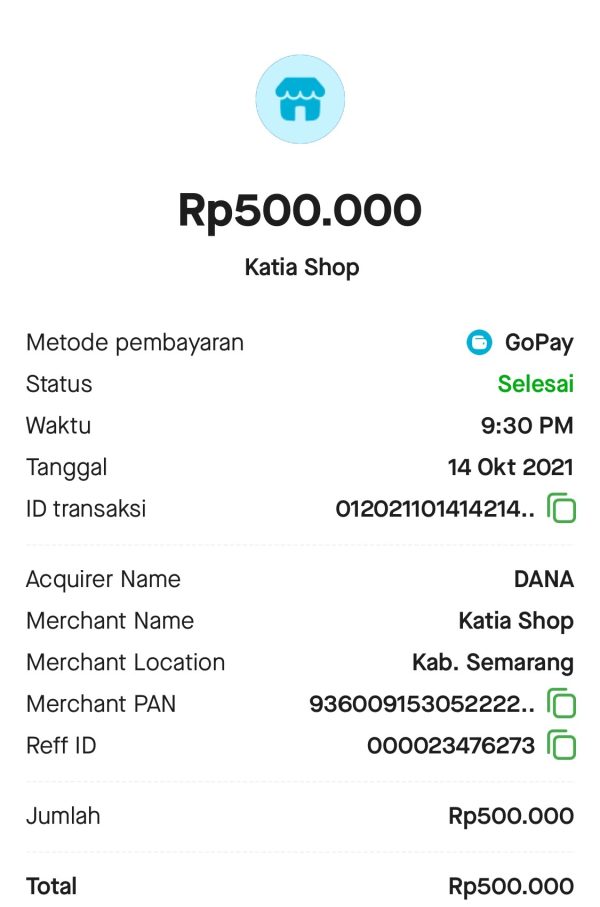 Rp500.000
Katia Shop
Metode pembayaran GoPay
Status Selesai
Waktu 9:30 PM
Tanggal 14 Okt 2021
ID transaksi 012021101414214..
Acquirer Name DANA
Merchant Name Katia Shop
Merchant Location Kab. Semarang
Merchant PAN 936009153052222..
Reff ID 000023476273
Jumlah Rp500.000
Total Rp500.000